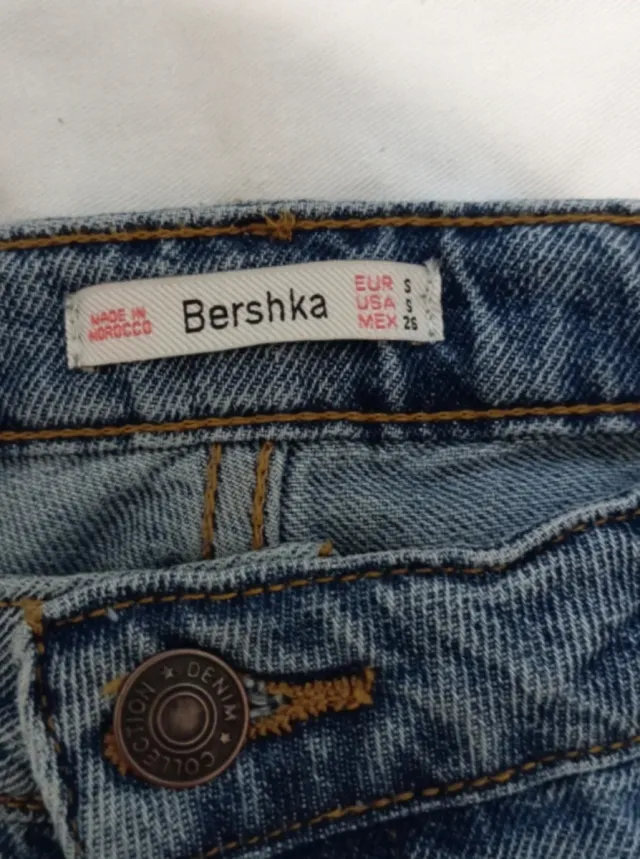 MADE IN
MOROCCO
Bershka
EUR S
USA S
MEX 26
★ DENIM ★
COLLECTION